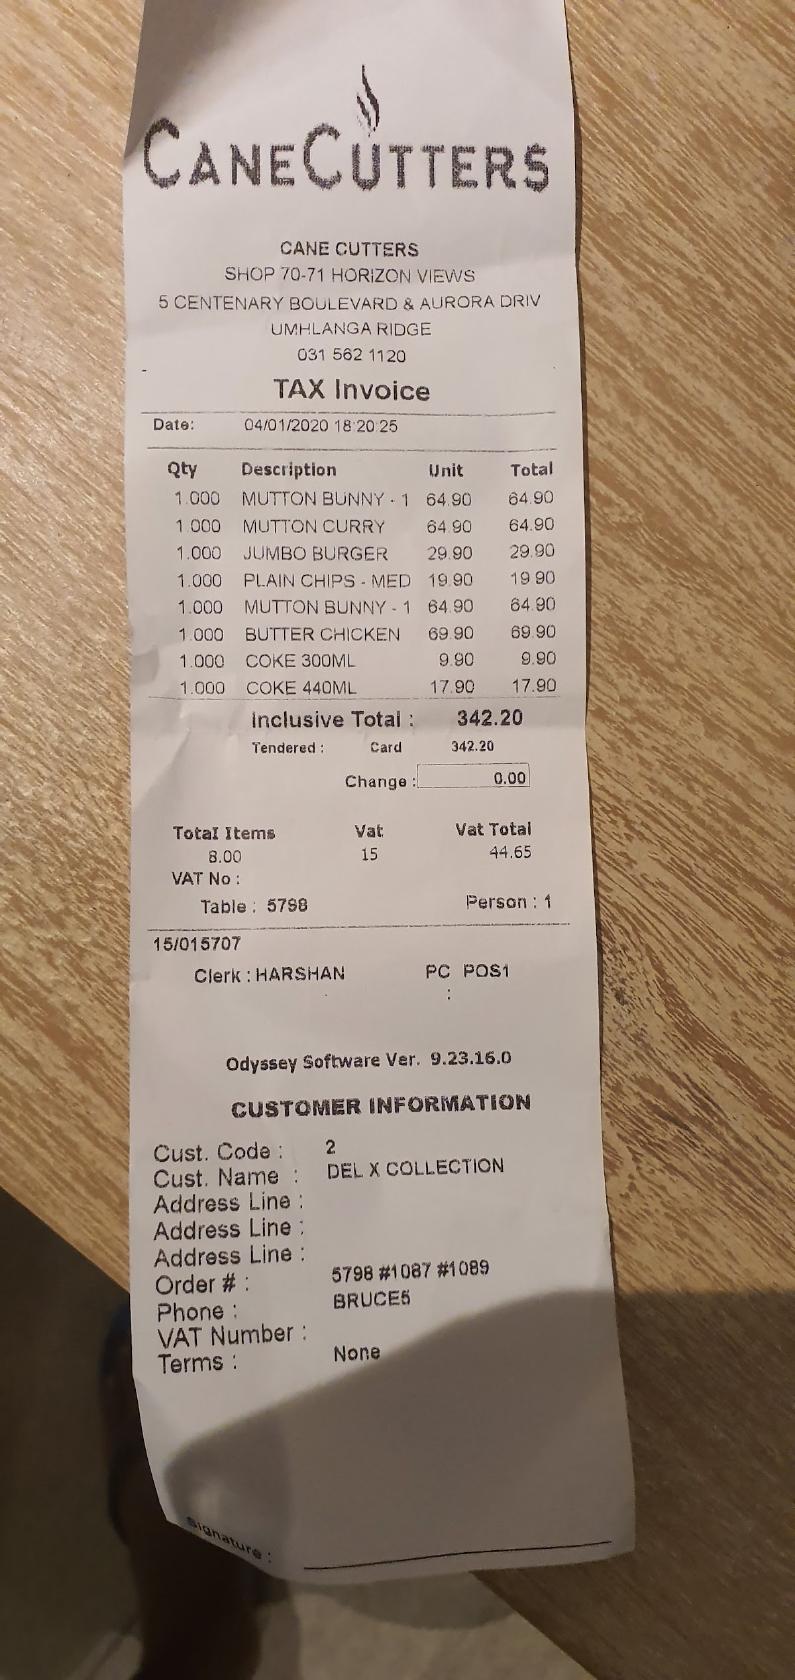 CANECUTTERS
CANE CUTTERS
SHOP 70-71 HORIZON VIEWS
5 CENTENARY BOULEVARD & AURORA DRIV
UMHLANGA RIDGE
031 562 1120
TAX Invoice
Date: 04/01/2020 18:20:25
Qty Description Unit Total
1.000 MUTTON BUNNY - 1 64.90 64.90
1.000 MUTTON CURRY 64.90 64.90
1.000 JUMBO BURGER 29.90 29.90
1.000 PLAIN CHIPS - MED 19.90 19.90
1.000 MUTTON BUNNY - 1 64.90 64.90
1.000 BUTTER CHICKEN 69.90 69.90
1.000 COKE 300ML 9.90 9.90
1.000 COKE 440ML 17.90 17.90
Inclusive Total : 342.20
Tendered : Card 342.20
Change : 0.00
Total Items Vat Vat Total
8.00 15 44.65
VAT No :
Table : 5798 Person : 1
15/015707
Clerk : HARSHAN PC POS1
:
Odyssey Software Ver. 9.23.16.0
CUSTOMER INFORMATION
Cust. Code : 2
Cust. Name : DEL X COLLECTION
Address Line :
Address Line :
Address Line :
Order # : 5798 #1087 #1089
Phone : BRUCE5
VAT Number :
Terms : None
Signature :